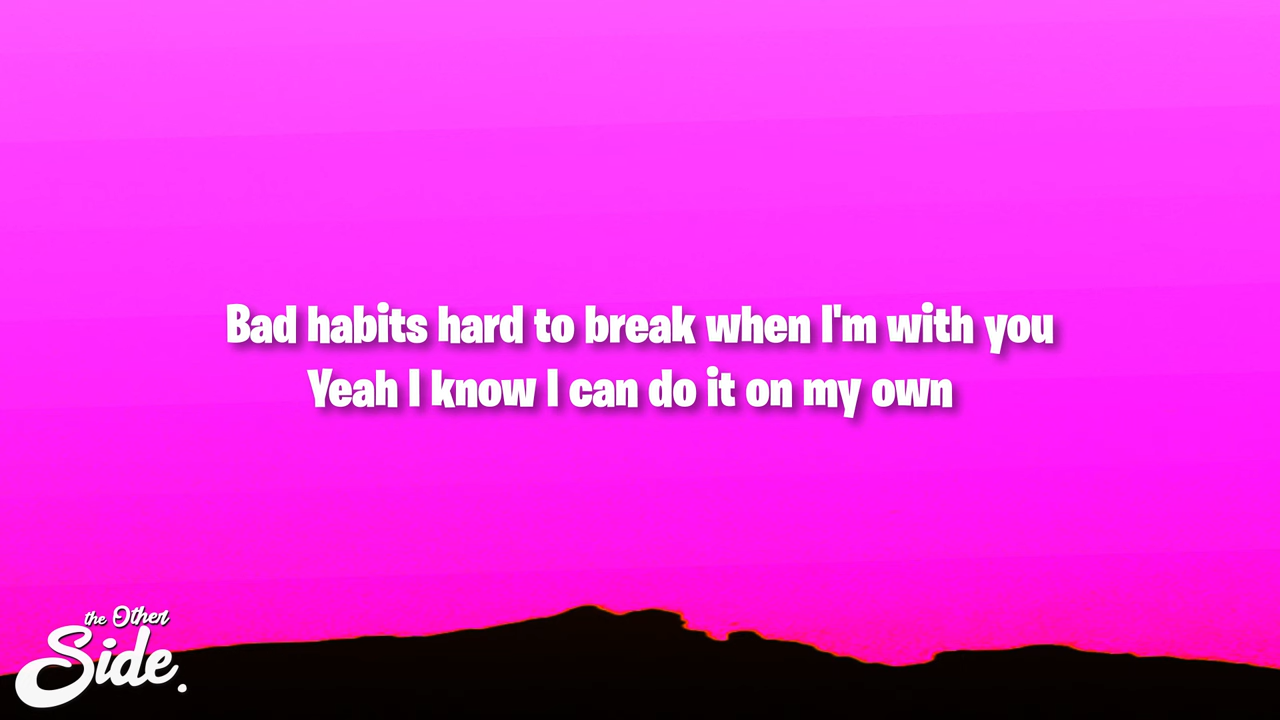 Bad habits hard to break when I'm with you
Yeah I know I can do it on my own
the Other
Side.